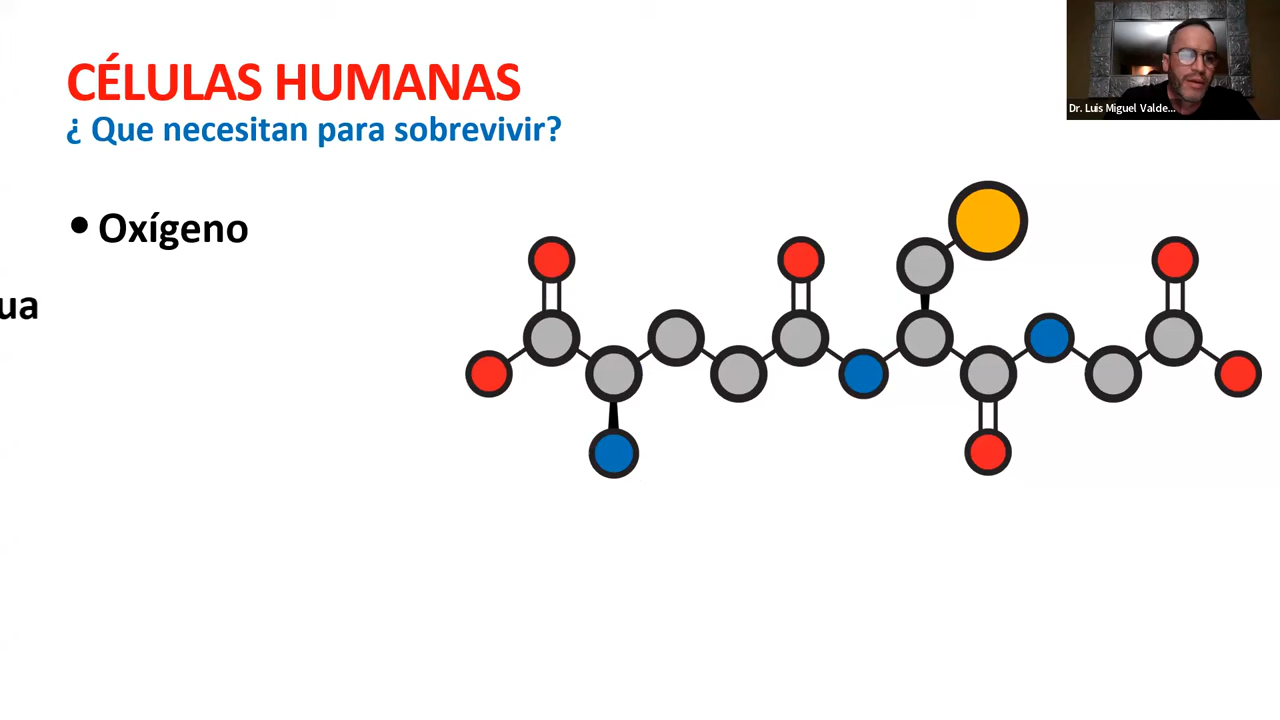 CÉLULAS HUMANAS
¿ Que necesitan para sobrevivir?
• Oxígeno
ua
Dr. Luis Miguel Valde...